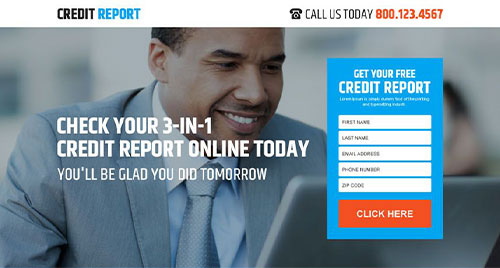 CREDIT REPORT
CALL US TODAY 800.123.4567
CHECK YOUR 3-IN-1
CREDIT REPORT ONLINE TODAY
YOU'LL BE GLAD YOU DID TOMORROW
GET YOUR FREE
CREDIT REPORT
Lorem Ipsum is simply dummy text of the printing
and typesetting industry.
FIRST NAME
LAST NAME
EMAIL ADDRESS
PHONE NUMBER
ZIP CODE
CLICK HERE